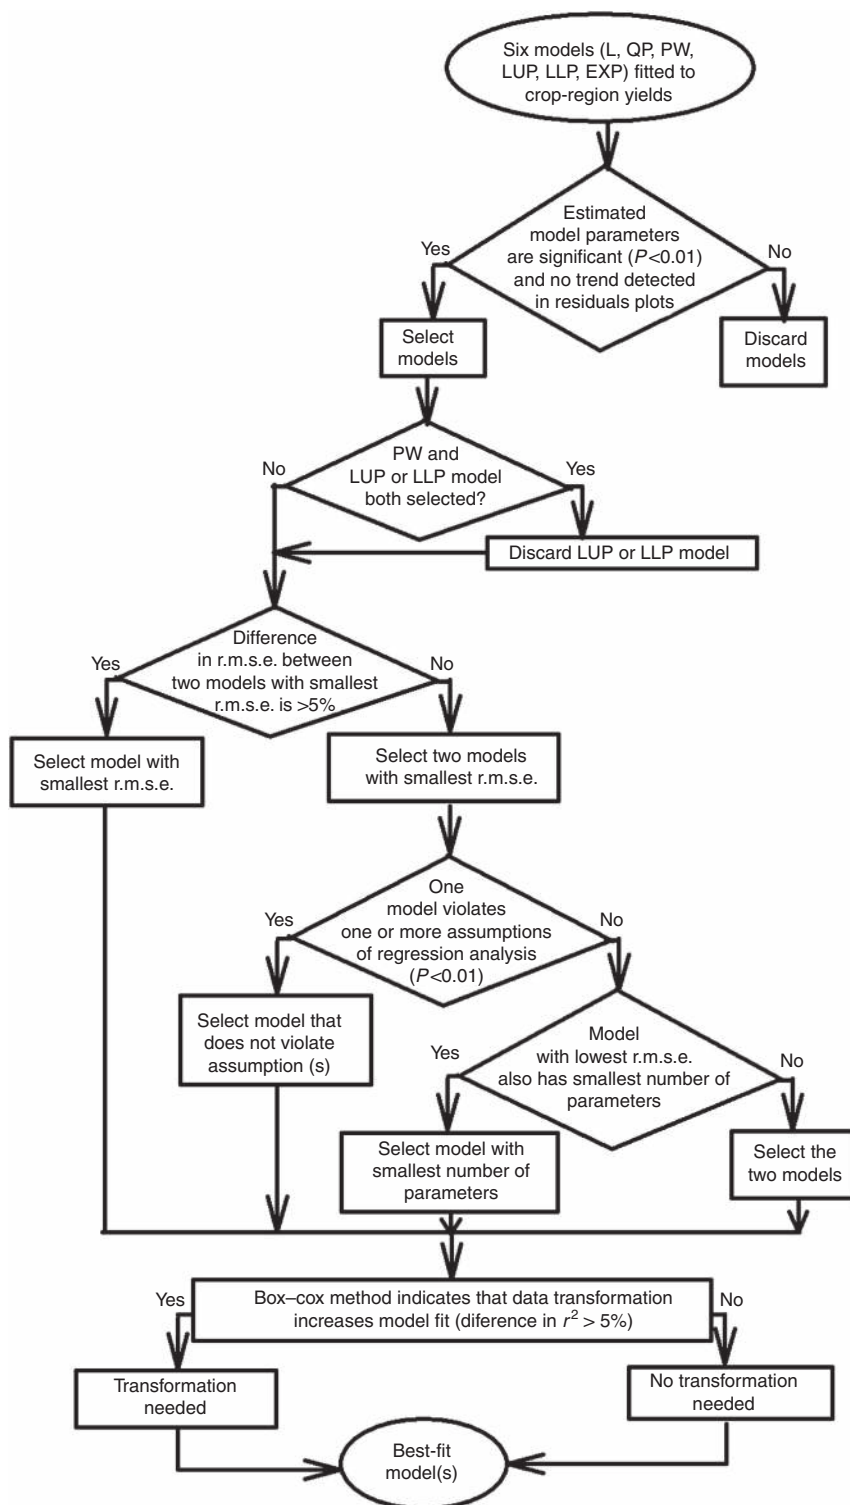 Six models (L, QP, PW,
LUP, LLP, EXP) fitted to
crop-region yields
Estimated
model parameters
are significant (P<0.01)
and no trend detected
in residuals plots
Yes
No
Select
models
Discard
models
PW and
LUP or LLP model
both selected?
No
Yes
Discard LUP or LLP model
Difference
in r.m.s.e. between
two models with smallest
r.m.s.e. is >5%
Yes
No
Select model with
smallest r.m.s.e.
Select two models
with smallest r.m.s.e.
One
model violates
one or more assumptions
of regression analysis
(P<0.01)
Yes
No
Select model that
does not violate
assumption (s)
Model
with lowest r.m.s.e.
also has smallest number of
parameters
Yes
No
Select model with
smallest number of
parameters
Select the
two models
Box–cox method indicates that data transformation
increases model fit (diference in r² > 5%)
Yes
No
Transformation
needed
No transformation
needed
Best-fit
model(s)